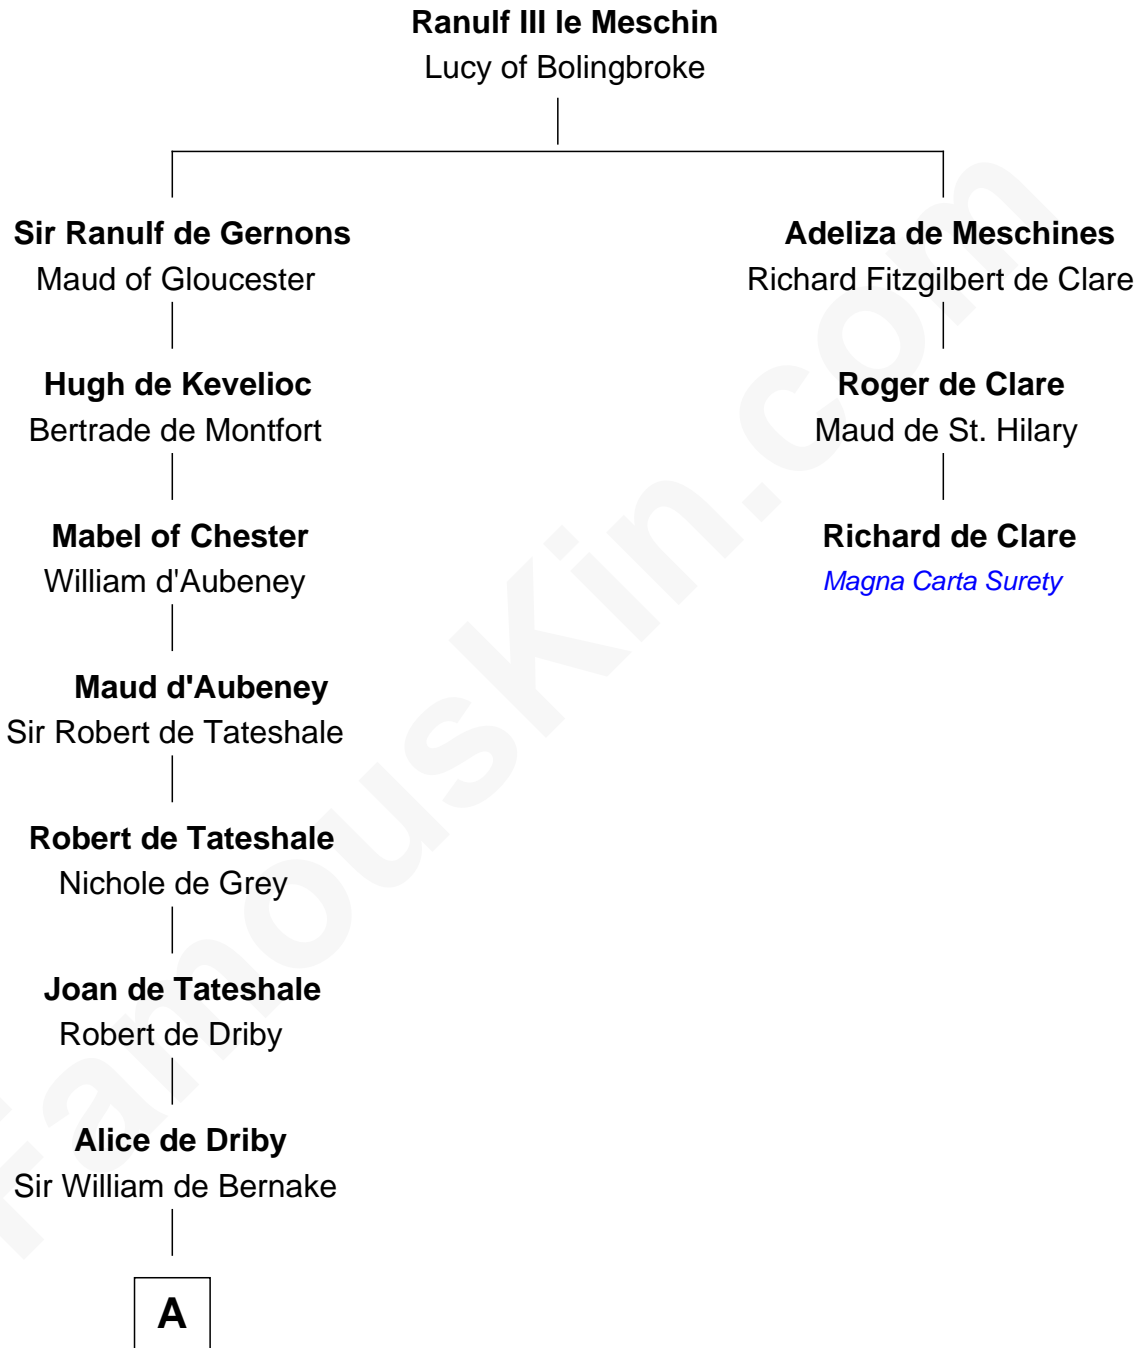 Ranulf III le Meschin
Lucy of Bolingbroke
Sir Ranulf de Gernons
Maud of Gloucester
Adeliza de Meschines
Richard Fitzgilbert de Clare
Hugh de Kevelioc
Bertrade de Montfort
Roger de Clare
Maud de St. Hilary
Mabel of Chester
William d'Aubeney
Richard de Clare
Magna Carta Surety
Maud d'Aubeney
Sir Robert de Tateshale
Robert de Tateshale
Nichole de Grey
Joan de Tateshale
Robert de Driby
Alice de Driby
Sir William de Bernake
A
FamousKin.com